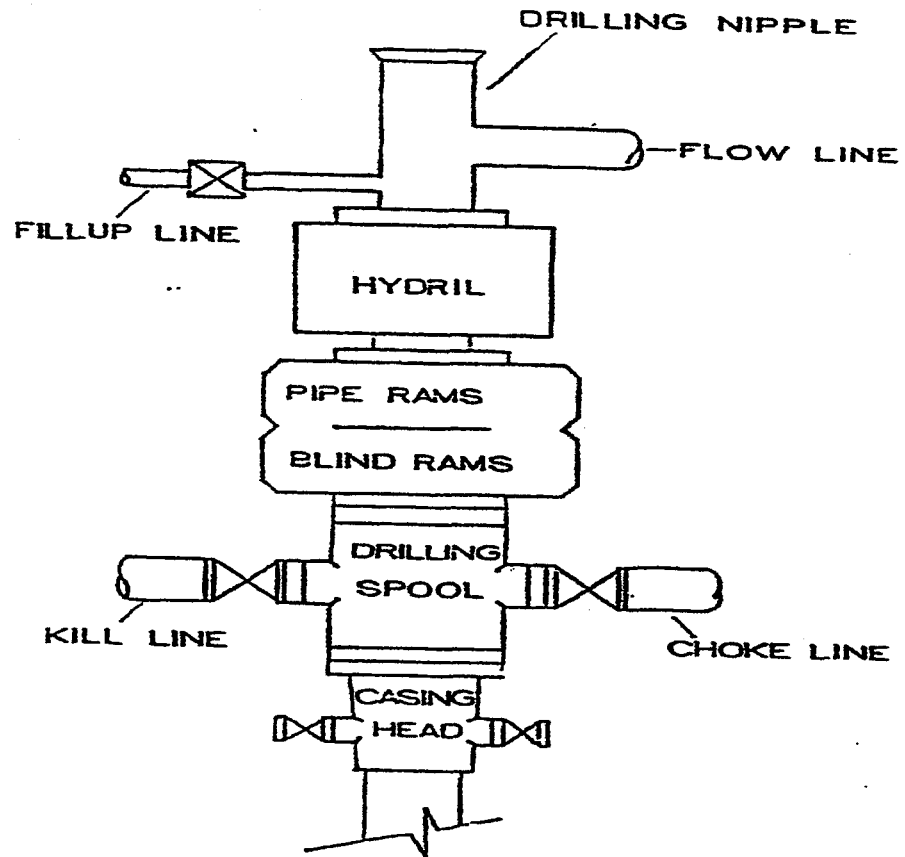 DRILLING NIPPLE
FLOW LINE
FILLUP LINE
HYDRIL
PIPE RAMS
BLIND RAMS
DRILLING
SPOOL
KILL LINE
CHOKE LINE
CASING
HEAD